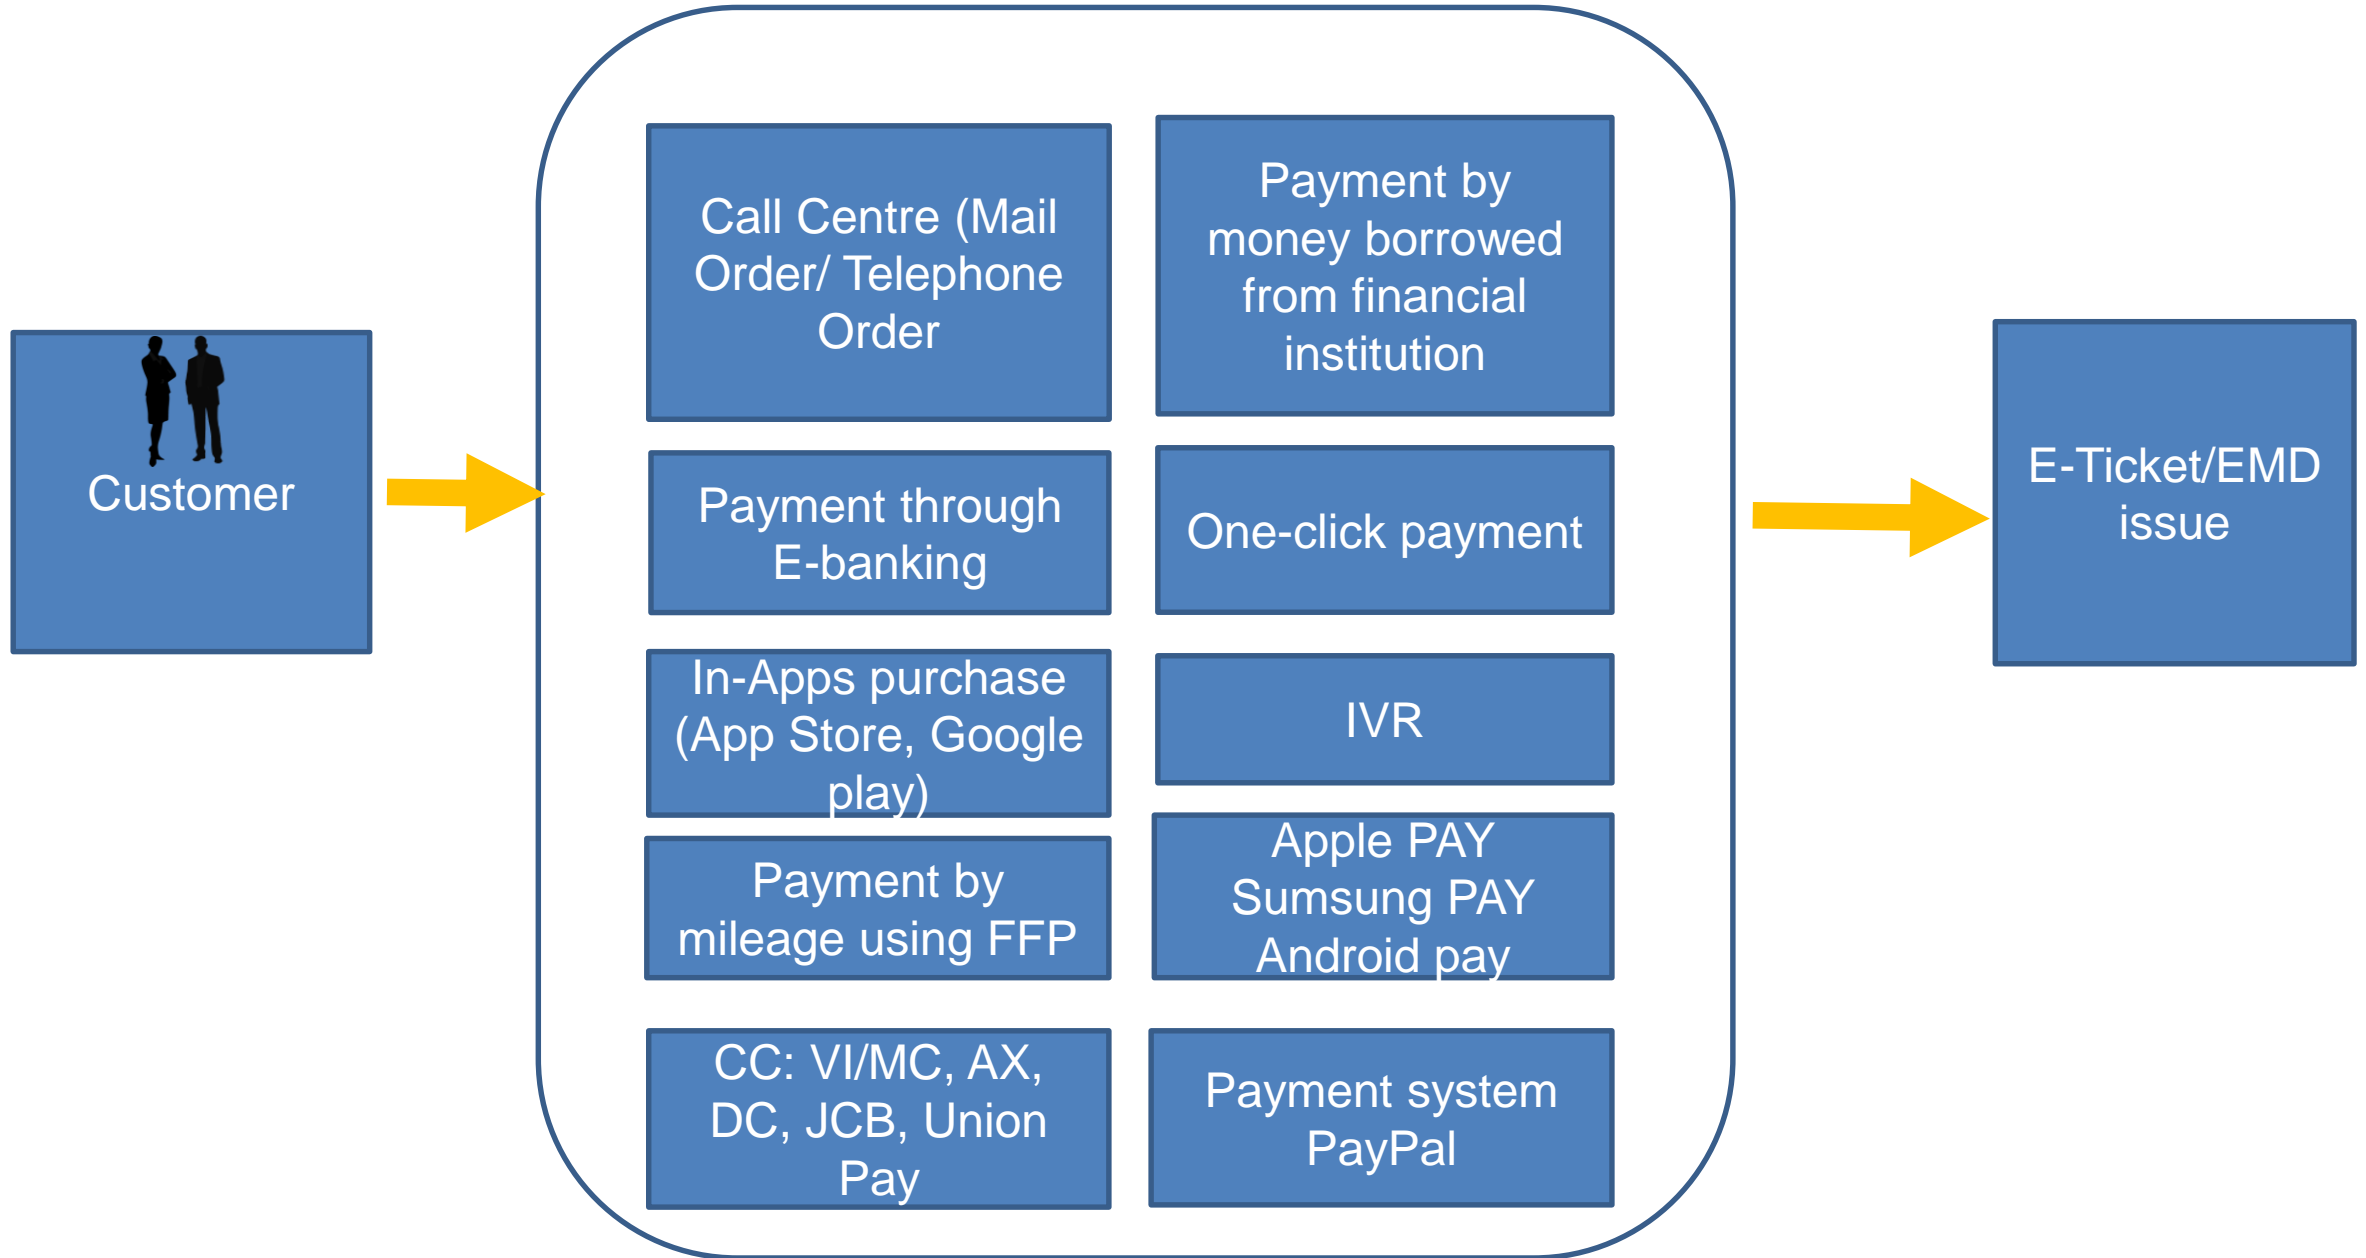 Customer
Call Centre (Mail
Order/ Telephone
Order
Payment by
money borrowed
from financial
institution
Payment through
E-banking
One-click payment
In-Apps purchase
(App Store, Google
play)
IVR
Payment by
mileage using FFP
Apple PAY
Sumsung PAY
Android pay
CC: VI/MC, AX,
DC, JCB, Union
Pay
Payment system
PayPal
E-Ticket/EMD
issue